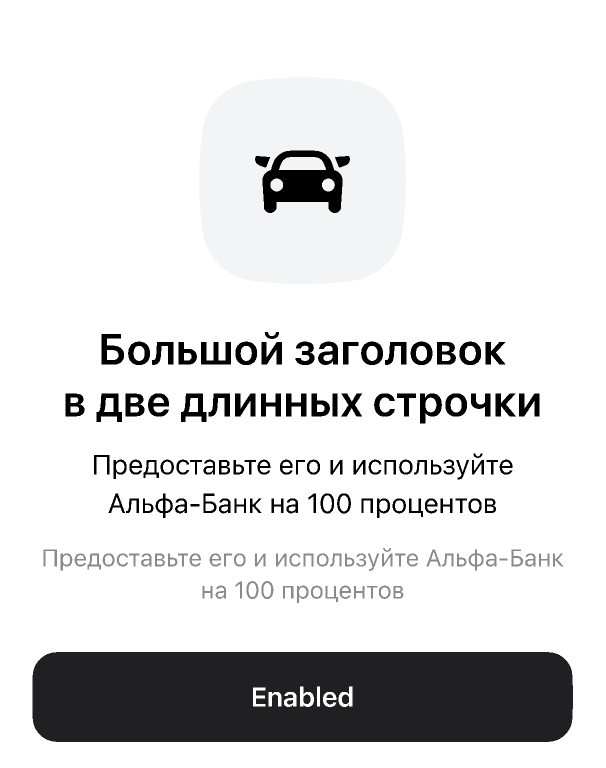 Большой заголовок
в две длинных строчки
Предоставьте его и используйте
Альфа-Банк на 100 процентов
Предоставьте его и используйте Альфа-Банк
на 100 процентов
Enabled